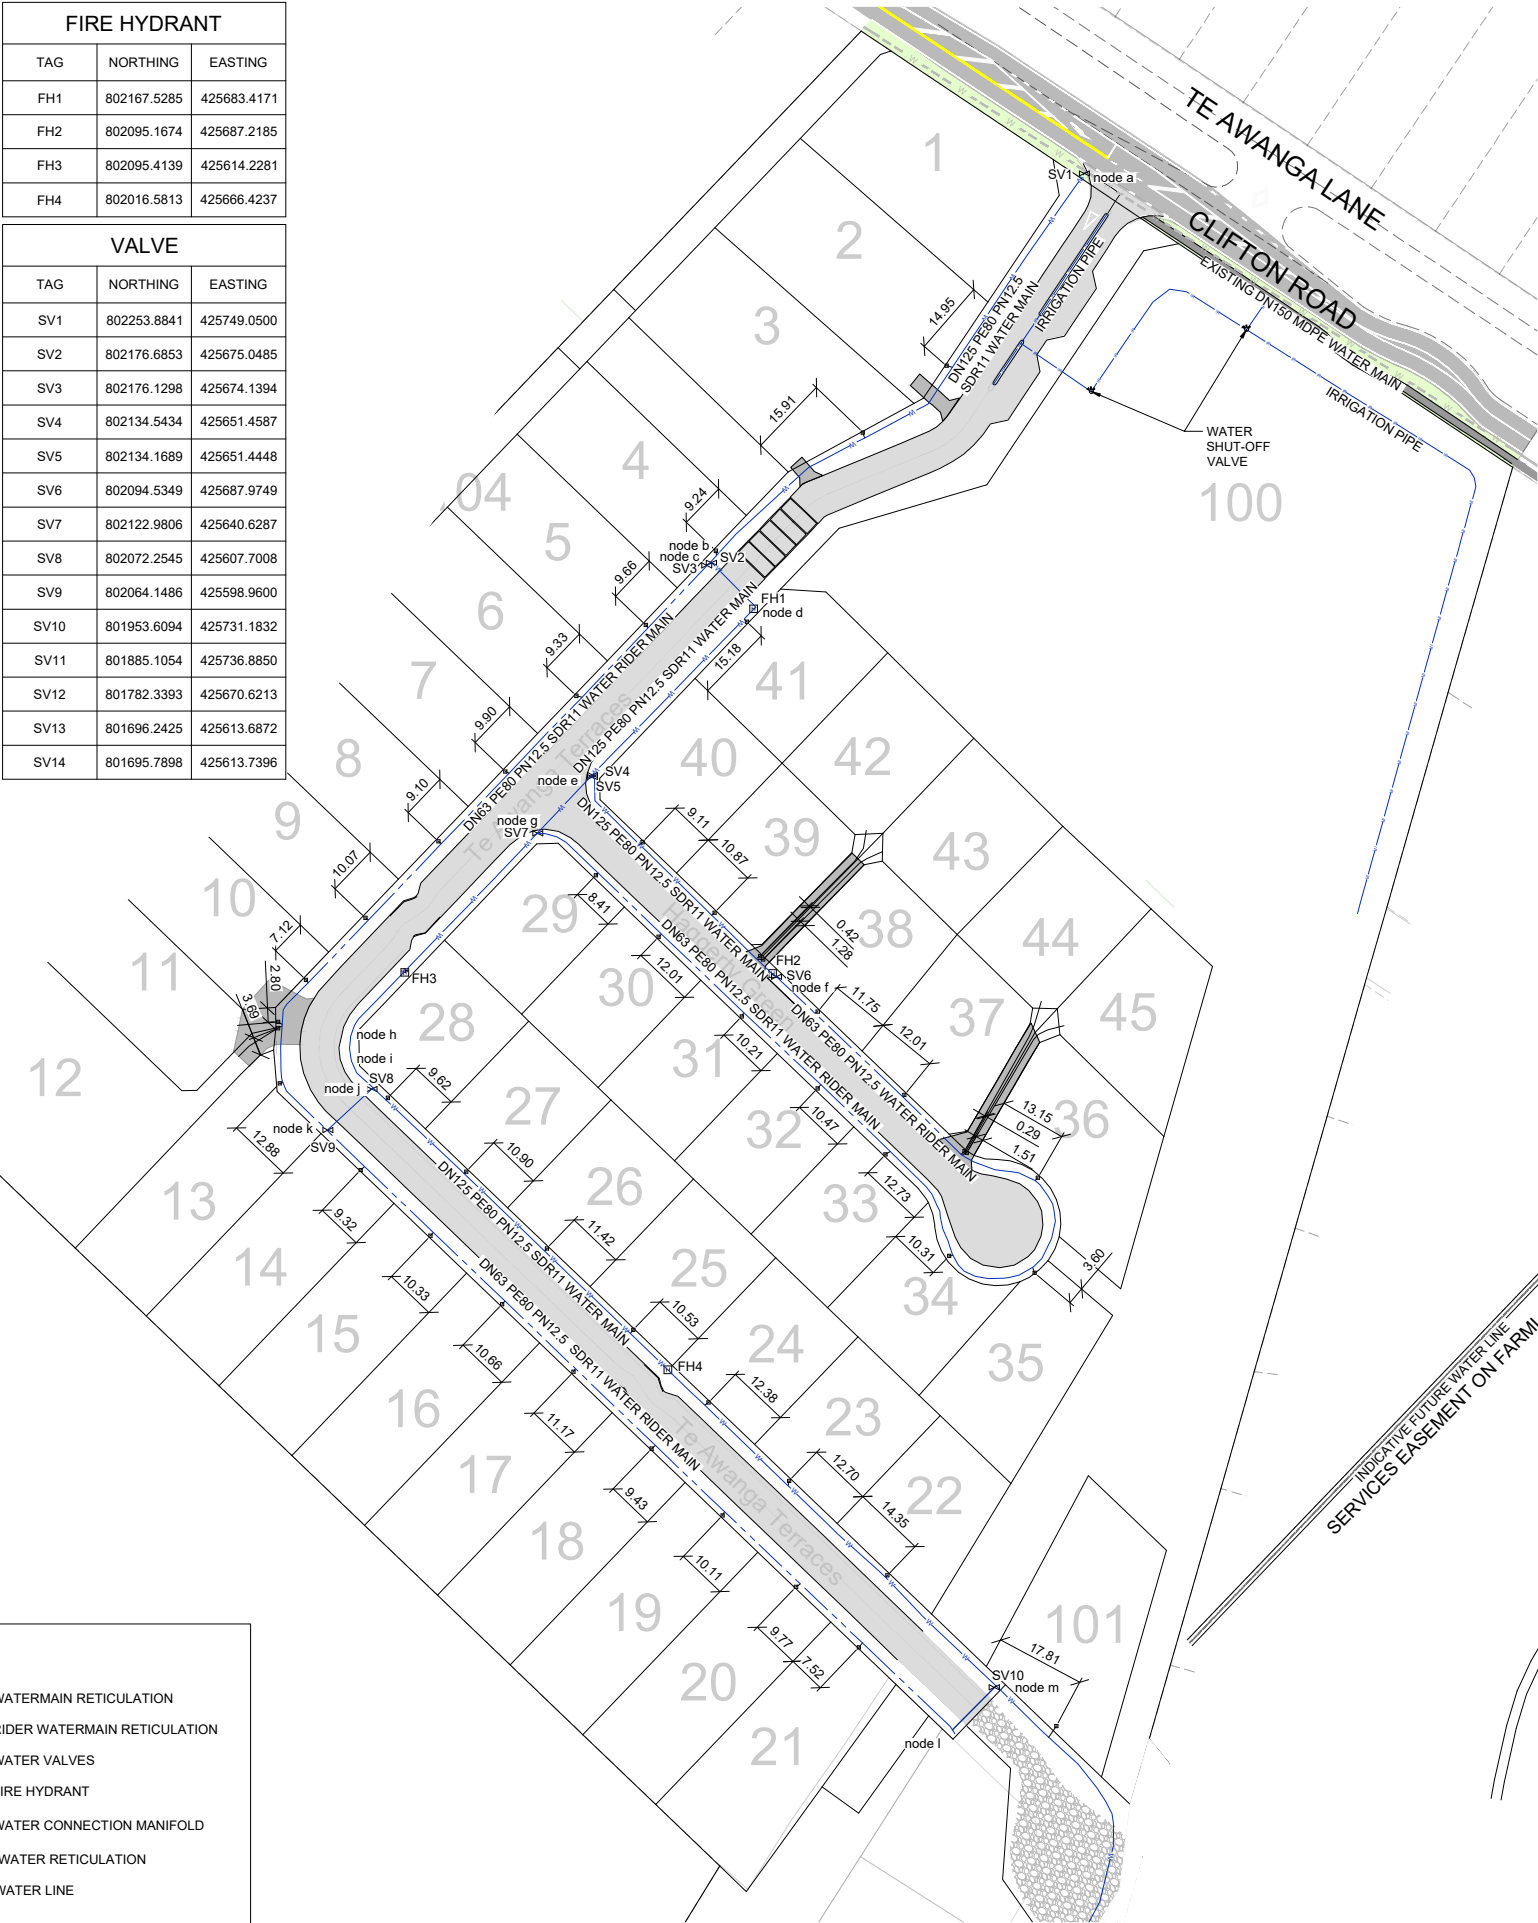 FIRE HYDRANT
TAG NORTHING EASTING
FH1 802167.5285 425683.4171
FH2 802095.1674 425687.2185
FH3 802095.4139 425614.2281
FH4 802016.5813 425666.4237
VALVE
TAG NORTHING EASTING
SV1 802253.8841 425749.0500
SV2 802176.6853 425675.0485
SV3 802176.1298 425674.1394
SV4 802134.5434 425651.4587
SV5 802134.1689 425651.4448
SV6 802094.5349 425687.9749
SV7 802122.9806 425640.6287
SV8 802072.2545 425607.7008
SV9 802064.1486 425598.9600
SV10 801953.6094 425731.1832
SV11 801885.1054 425736.8850
SV12 801782.3393 425670.6213
SV13 801696.2425 425613.6872
SV14 801695.7898 425613.7396
TE AWANGA LANE
CLIFTON ROAD
EXISTING DN150 MDPE WATER MAIN
IRRIGATION PIPE
IRRIGATION PIPE
WATER
SHUT-OFF
VALVE
100
SV1
node a
1
2
3
4
04
5
6
7
8
9
10
11
12
14.95
DN125 PE80 PN12.5
SDR11 WATER MAIN
15.91
9.24
node b
node c
SV2
SV3
9.66
9.33
9.90
9.10
10.07
7.12
2.80
3.69
FH1
node d
15.18
DN63 PE80 PN12.5 SDR11 WATER RIDER MAIN
DN125 PE80 PN12.5 SDR11 WATER MAIN
Te Awanga Terraces
41
40
42
39
43
38
44
37
45
36
SV4
node e
SV5
node g
SV7
9.11
10.87
0.42
1.28
DN125 PE80 PN12.5 SDR11 WATER MAIN
Haggerty Green
DN63 PE80 PN12.5 SDR11 WATER RIDER MAIN
FH2
SV6
node f
11.75
12.01
DN63 PE80 PN12.5 WATER RIDER MAIN
13.15
0.29
1.51
3.60
29
30
31
32
33
34
35
8.41
12.01
10.21
10.47
12.73
10.31
FH3
28
node h
node i
SV8
node j
node k
SV9
9.62
27
10.90
26
11.42
25
10.53
24
FH4
12.38
23
12.70
22
14.35
DN125 PE80 PN12.5 SDR11 WATER MAIN
DN63 PE80 PN12.5 SDR11 WATER RIDER MAIN
Te Awanga Terraces
12.88
13
9.32
14
10.33
15
10.66
16
11.17
17
9.43
18
10.11
19
9.77
7.52
20
21
101
17.81
SV10
node m
node l
INDICATIVE FUTURE WATER LINE
SERVICES EASEMENT ON FARM
WATERMAIN RETICULATION
RIDER WATERMAIN RETICULATION
WATER VALVES
FIRE HYDRANT
WATER CONNECTION MANIFOLD
WATER RETICULATION
WATER LINE